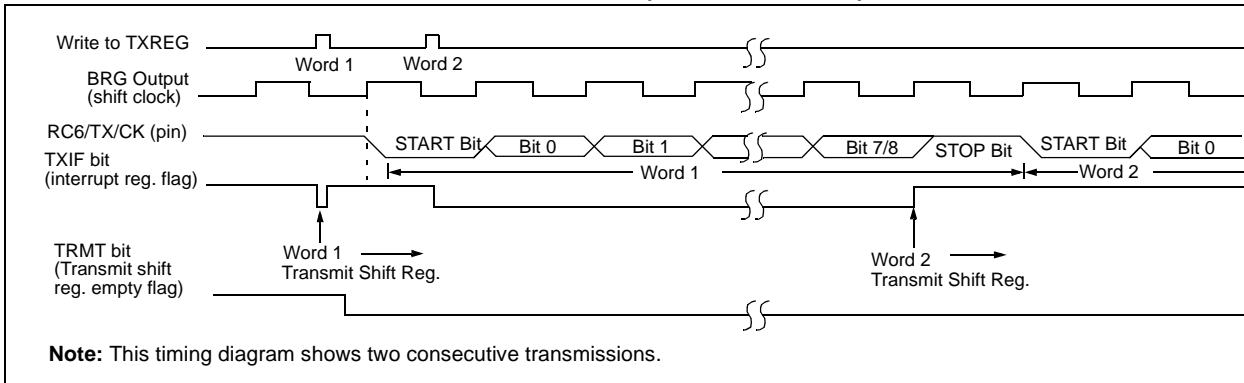 Write to TXREG
Word 1
Word 2
BRG Output
(shift clock)
RC6/TX/CK (pin)
START Bit
Bit 0
Bit 1
Bit 7/8
STOP Bit
START Bit
Bit 0
TXIF bit
(interrupt reg. flag)
Word 1
Word 2
TRMT bit
(Transmit shift
reg. empty flag)
Word 1
Transmit Shift Reg.
Word 2
Transmit Shift Reg.
Note: This timing diagram shows two consecutive transmissions.